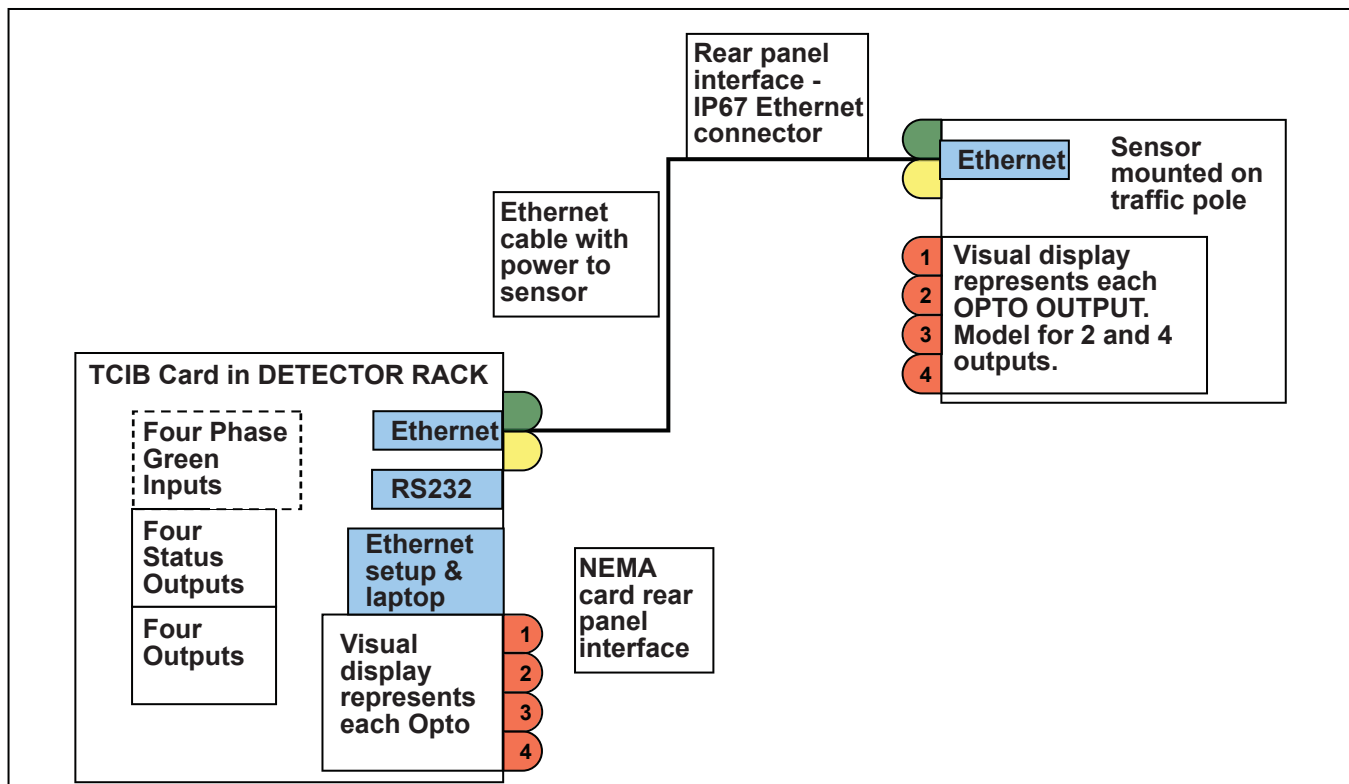 Rear panel
interface -
IP67 Ethernet
connector
Ethernet
Sensor
mounted on
traffic pole
Ethernet
cable with
power to
sensor
1
2
3
4
Visual display
represents each
OPTO OUTPUT.
Model for 2 and 4
outputs.
TCIB Card in DETECTOR RACK
Four Phase
Green
Inputs
Ethernet
RS232
Four
Status
Outputs
Ethernet
setup &
laptop
NEMA
card rear
panel
interface
Four
Outputs
Visual
display
represents
each Opto
1
2
3
4